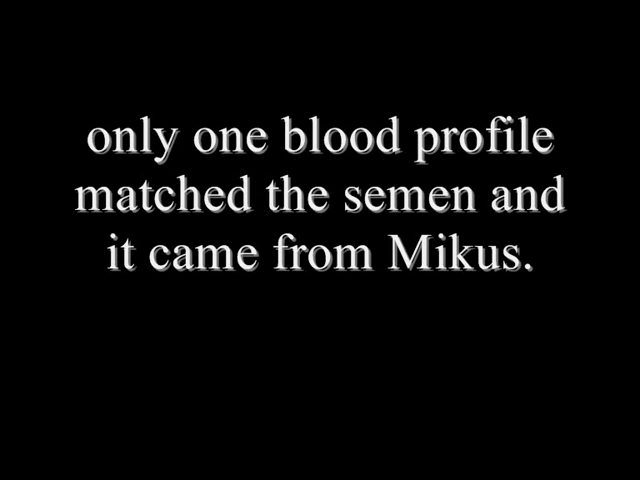 only one blood profile
matched the semen and
it came from Mikus.